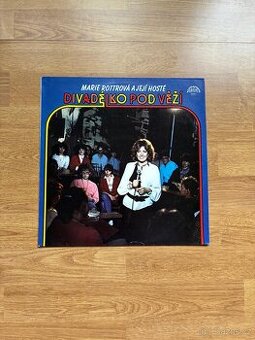 MARIE ROTTROVÁ A JEJÍ HOSTÉ
DIVADÉLKO POD VĚŽÍ